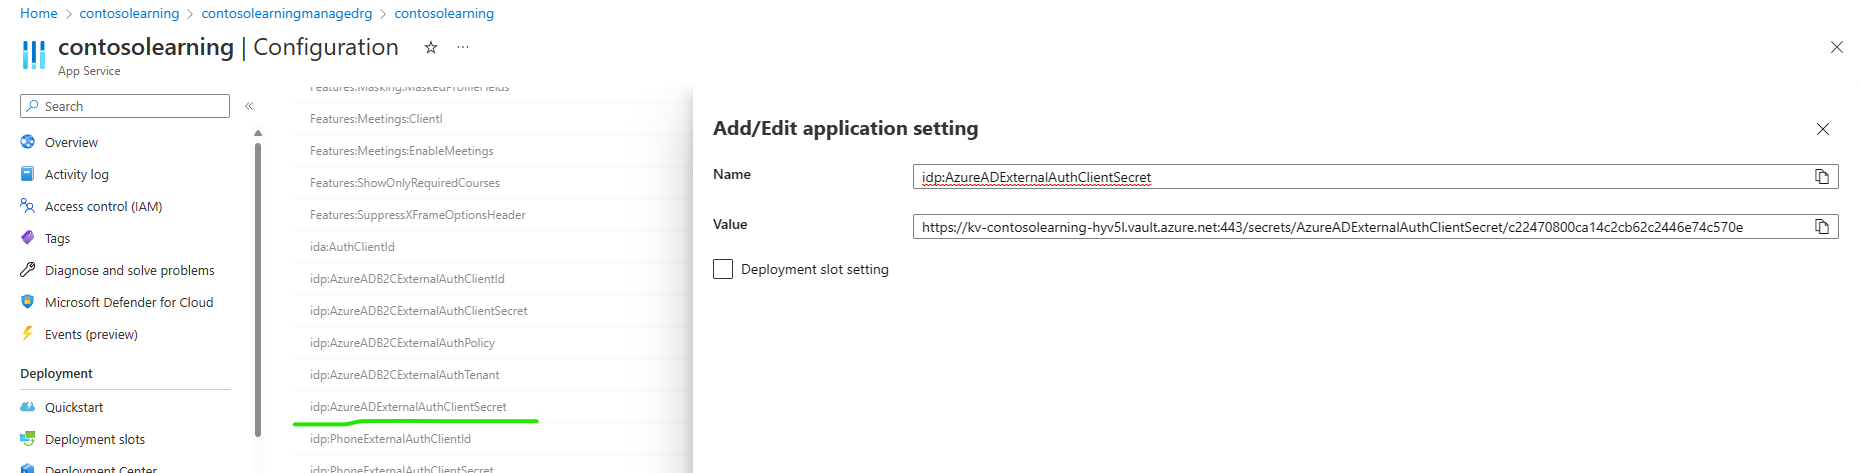 Home > contosolearning > contosolearningmanagedrg > contosolearning
contosolearning | Configuration
App Service
Search
Overview
Activity log
Access control (IAM)
Tags
Diagnose and solve problems
Microsoft Defender for Cloud
Events (preview)
Deployment
Quickstart
Deployment slots
Deployment Center
Features:Masking:MaskedProfileFields
Features:Meetings:ClientI
Features:Meetings:EnableMeetings
Features:ShowOnlyRequiredCourses
Features:SuppressXFrameOptionsHeader
ida:AuthClientId
idp:AzureADB2CExternalAuthClientId
idp:AzureADB2CExternalAuthClientSecret
idp:AzureADB2CExternalAuthPolicy
idp:AzureADB2CExternalAuthTenant
idp:AzureADExternalAuthClientSecret
idp:PhoneExternalAuthClientId
idp:PhoneExternalAuthClientSecret
Add/Edit application setting
Name
idp:AzureADExternalAuthClientSecret
Value
https://kv-contosolearning-hyv5l.vault.azure.net:443/secrets/AzureADExternalAuthClientSecret/c22470800ca14c2cb62c2446e74c570e
Deployment slot setting